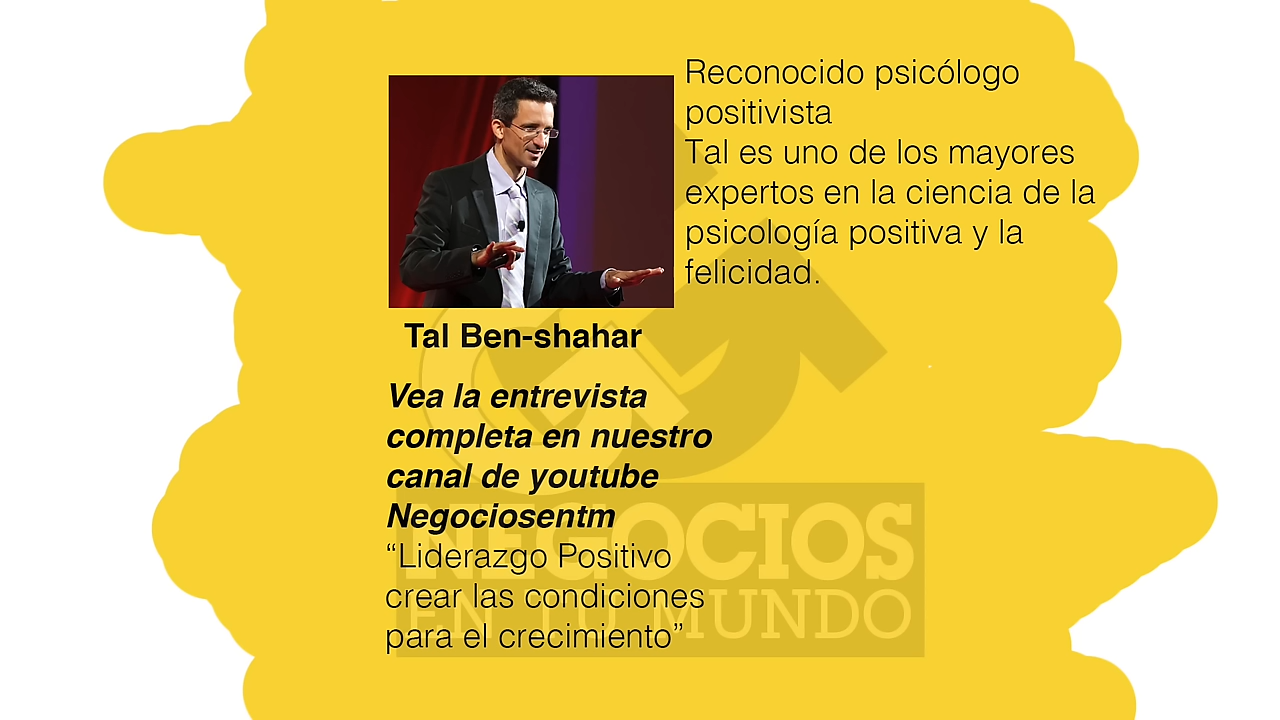 Reconocido psicólogo
positivista
Tal es uno de los mayores
expertos en la ciencia de la
psicología positiva y la
felicidad.
Tal Ben-shahar
Vea la entrevista
completa en nuestro
canal de youtube
Negociosentm
“Liderazgo Positivo
crear las condiciones
para el crecimiento”
NEGOCIOS
EN TU MUNDO